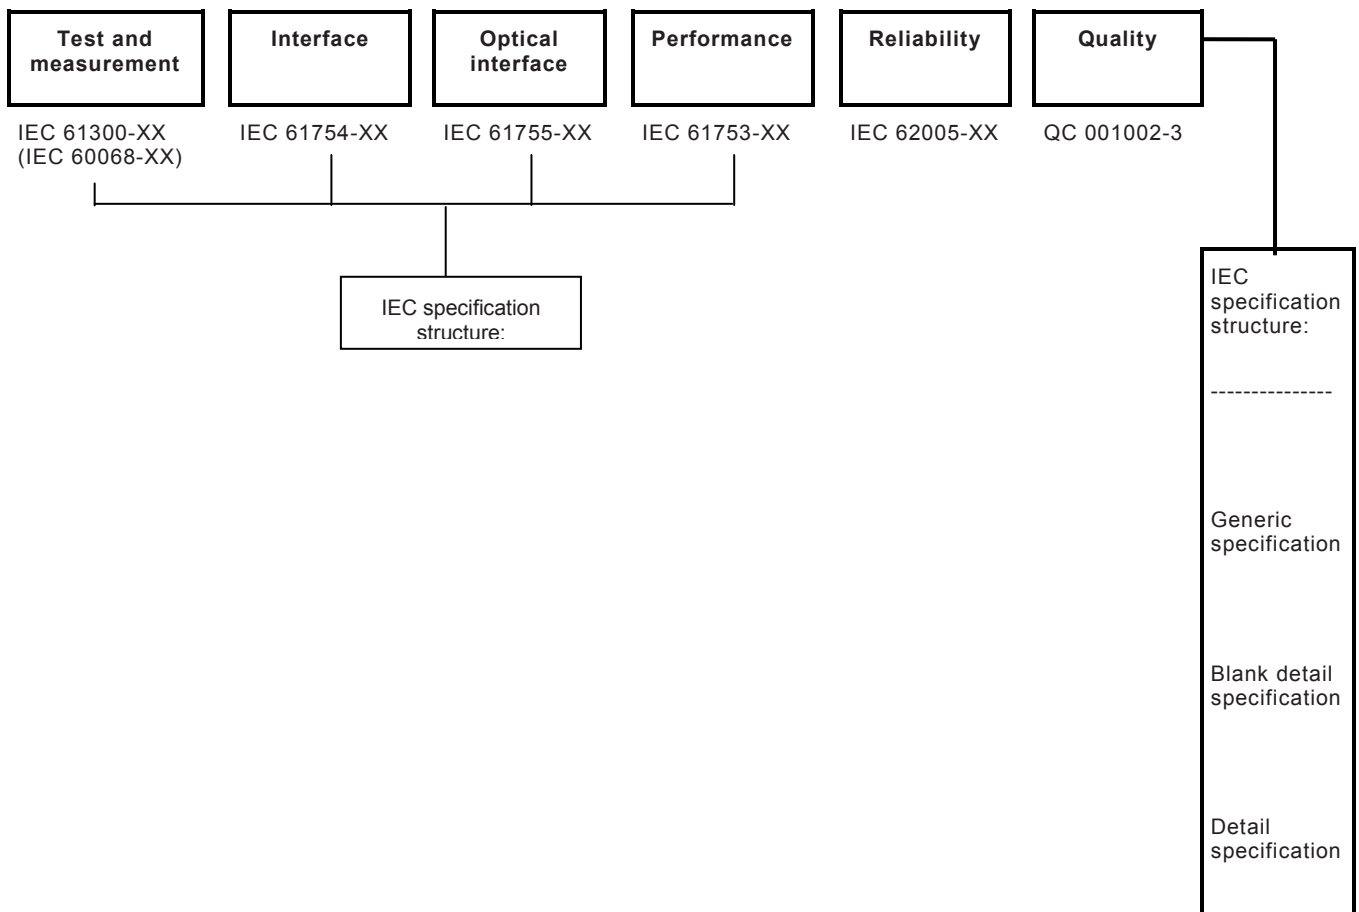 Test and
measurement
Interface
Optical
interface
Performance
Reliability
Quality
IEC 61300-XX
(IEC 60068-XX)
IEC 61754-XX
IEC 61755-XX
IEC 61753-XX
IEC 62005-XX
QC 001002-3
IEC specification
structure:
IEC
specification
structure:
---------------
Generic
specification
Blank detail
specification
Detail
specification